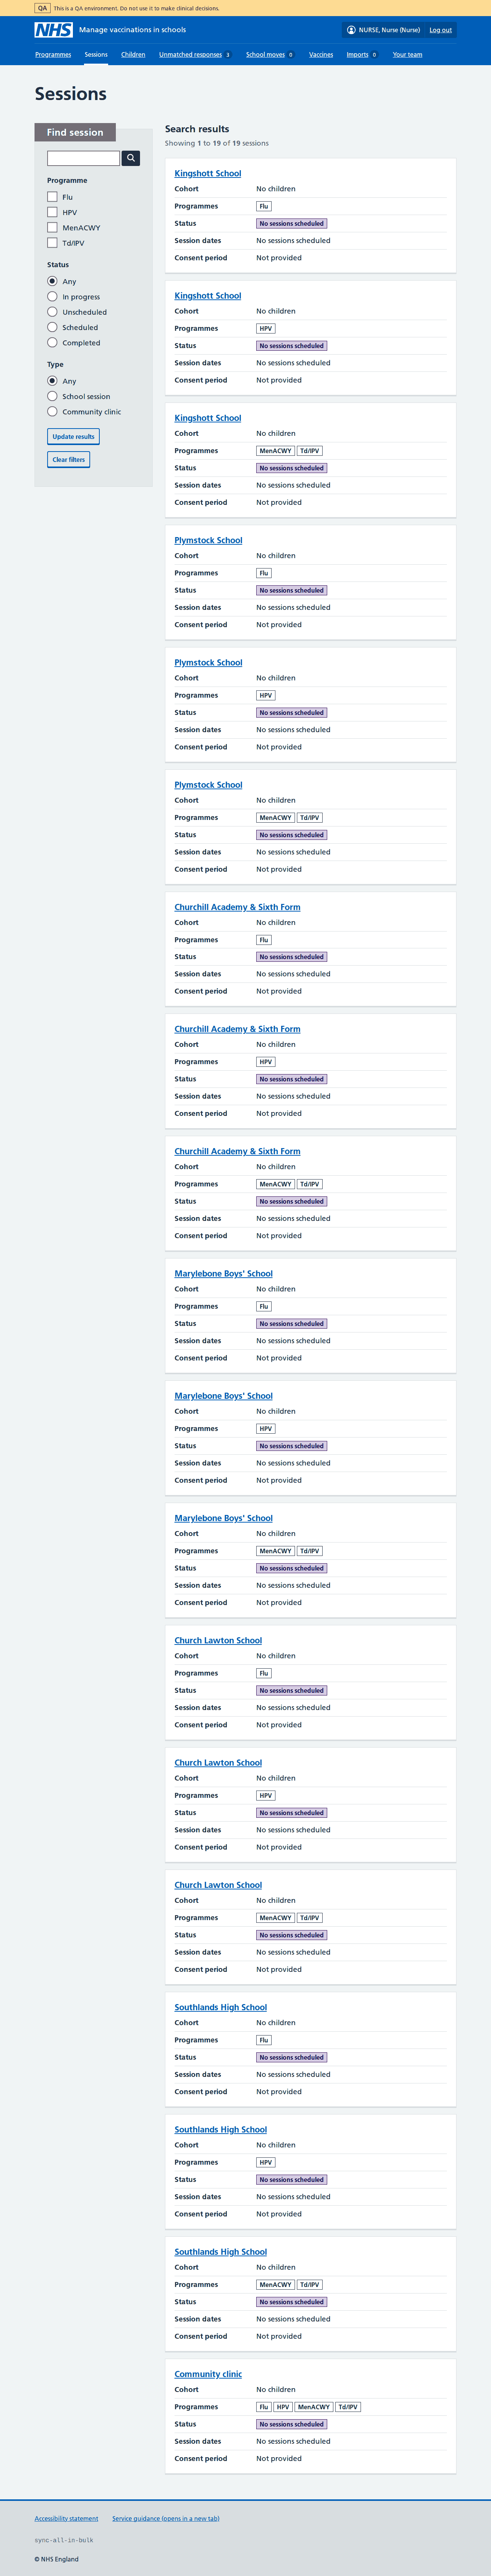 QA This is a QA environment. Do not use it to make clinical decisions.
NHS Manage vaccinations in schools
NURSE, Nurse (Nurse) Log out
Programmes Sessions Children Unmatched responses 3 School moves 0 Vaccines Imports 0 Your team
Sessions
Find session
Programme
Flu
HPV
MenACWY
Td/IPV
Status
Any
In progress
Unscheduled
Scheduled
Completed
Type
Any
School session
Community clinic
Update results
Clear filters
Search results
Showing 1 to 19 of 19 sessions
Kingshott School
Cohort No children
Programmes Flu
Status No sessions scheduled
Session dates No sessions scheduled
Consent period Not provided
Kingshott School
Cohort No children
Programmes HPV
Status No sessions scheduled
Session dates No sessions scheduled
Consent period Not provided
Kingshott School
Cohort No children
Programmes MenACWY Td/IPV
Status No sessions scheduled
Session dates No sessions scheduled
Consent period Not provided
Plymstock School
Cohort No children
Programmes Flu
Status No sessions scheduled
Session dates No sessions scheduled
Consent period Not provided
Plymstock School
Cohort No children
Programmes HPV
Status No sessions scheduled
Session dates No sessions scheduled
Consent period Not provided
Plymstock School
Cohort No children
Programmes MenACWY Td/IPV
Status No sessions scheduled
Session dates No sessions scheduled
Consent period Not provided
Churchill Academy & Sixth Form
Cohort No children
Programmes Flu
Status No sessions scheduled
Session dates No sessions scheduled
Consent period Not provided
Churchill Academy & Sixth Form
Cohort No children
Programmes HPV
Status No sessions scheduled
Session dates No sessions scheduled
Consent period Not provided
Churchill Academy & Sixth Form
Cohort No children
Programmes MenACWY Td/IPV
Status No sessions scheduled
Session dates No sessions scheduled
Consent period Not provided
Marylebone Boys' School
Cohort No children
Programmes Flu
Status No sessions scheduled
Session dates No sessions scheduled
Consent period Not provided
Marylebone Boys' School
Cohort No children
Programmes HPV
Status No sessions scheduled
Session dates No sessions scheduled
Consent period Not provided
Marylebone Boys' School
Cohort No children
Programmes MenACWY Td/IPV
Status No sessions scheduled
Session dates No sessions scheduled
Consent period Not provided
Church Lawton School
Cohort No children
Programmes Flu
Status No sessions scheduled
Session dates No sessions scheduled
Consent period Not provided
Church Lawton School
Cohort No children
Programmes HPV
Status No sessions scheduled
Session dates No sessions scheduled
Consent period Not provided
Church Lawton School
Cohort No children
Programmes MenACWY Td/IPV
Status No sessions scheduled
Session dates No sessions scheduled
Consent period Not provided
Southlands High School
Cohort No children
Programmes Flu
Status No sessions scheduled
Session dates No sessions scheduled
Consent period Not provided
Southlands High School
Cohort No children
Programmes HPV
Status No sessions scheduled
Session dates No sessions scheduled
Consent period Not provided
Southlands High School
Cohort No children
Programmes MenACWY Td/IPV
Status No sessions scheduled
Session dates No sessions scheduled
Consent period Not provided
Community clinic
Cohort No children
Programmes Flu HPV MenACWY Td/IPV
Status No sessions scheduled
Session dates No sessions scheduled
Consent period Not provided
Accessibility statement Service guidance (opens in a new tab)
sync-all-in-bulk
© NHS England